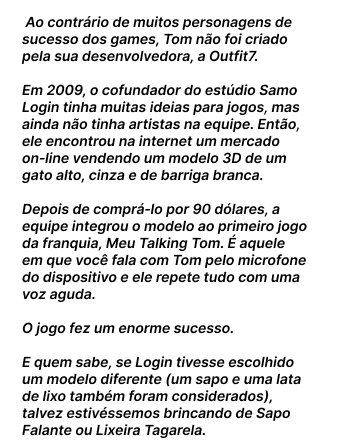 Ao contrário de muitos personagens de
sucesso dos games, Tom não foi criado
pela sua desenvolvedora, a Outfit7.
Em 2009, o cofundador do estúdio Samo
Login tinha muitas ideias para jogos, mas
ainda não tinha artistas na equipe. Então,
ele encontrou na internet um mercado
on-line vendendo um modelo 3D de um
gato alto, cinza e de barriga branca.
Depois de comprá-lo por 90 dólares, a
equipe integrou o modelo ao primeiro jogo
da franquia, Meu Talking Tom. É aquele
em que você fala com Tom pelo microfone
do dispositivo e ele repete tudo com uma
voz aguda.
O jogo fez um enorme sucesso.
E quem sabe, se Login tivesse escolhido
um modelo diferente (um sapo e uma lata
de lixo também foram considerados),
talvez estivéssemos brincando de Sapo
Falante ou Lixeira Tagarela.